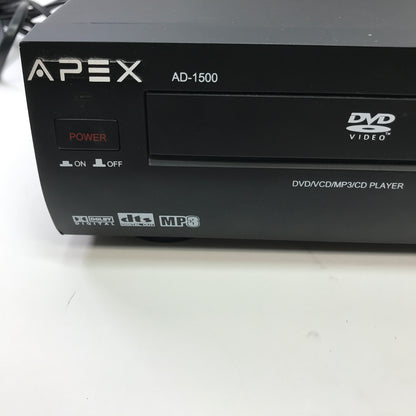 APEX AD-1500
POWER
ON OFF
DVD
VIDEO
DVD/VCD/MP3/CD PLAYER
DOLBY
DIGITAL
dts
MP3